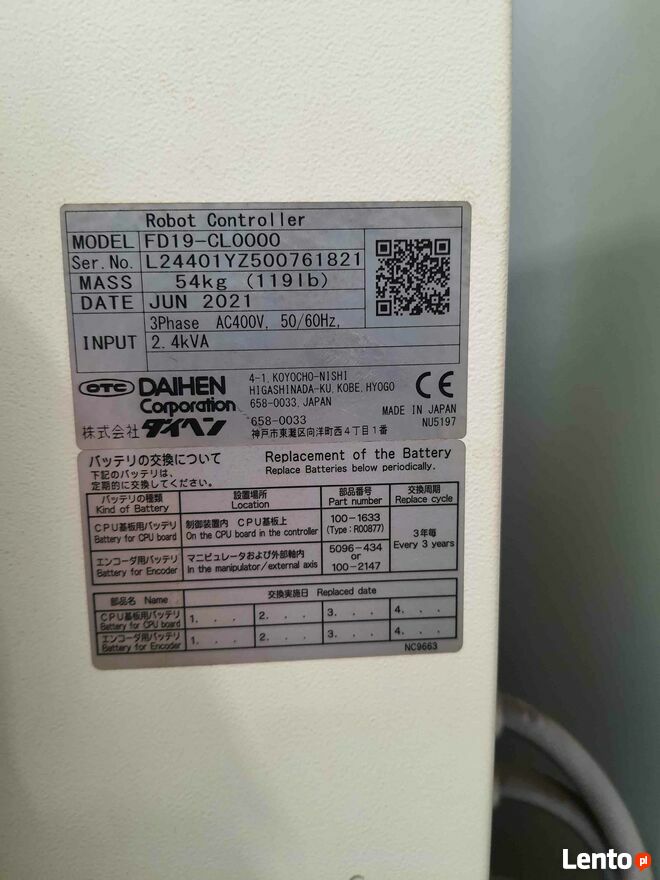 Robot Controller
MODEL FD19-CL0000
Ser.No. L24401YZ500761821
MASS 54kg (119lb)
DATE JUN 2021
INPUT 3Phase AC400V, 50/60Hz,
2.4kVA
OTC DAIHEN Corporation
株式会社ダイヘン
4-1, KOYOCHO-NISHI
HIGASHINADA-KU, KOBE, HYOGO
658-0033, JAPAN
658-0033
神戸市東灘区向洋町西4丁目1番
CE
MADE IN JAPAN
NU5197
バッテリの交換について
下記のバッテリは、
定期的に交換してください。
Replacement of the Battery
Replace Batteries below periodically.
バッテリの種類 設置場所 部品番号 交換周期
Kind of Battery Location Part number Replace cycle
CPU基板用バッテリ 制御装置内 CPU基板上 100-1633
Battery for CPU board On the CPU board in the controller (Type:R00877)
エンコーダ用バッテリ マニピュレータおよび外部軸内 5096-434
Battery for Encoder In the manipulator/external axis or
100-2147
3年毎
Every 3 years
部品名 Name 交換実施日 Replaced date
CPU基板用バッテリ 1. . . 2. . . 3. . . 4. . .
Battery for CPU board
エンコーダ用バッテリ 1. . . 2. . . 3. . . 4. . .
Battery for Encoder
NC9663
Lento.pl